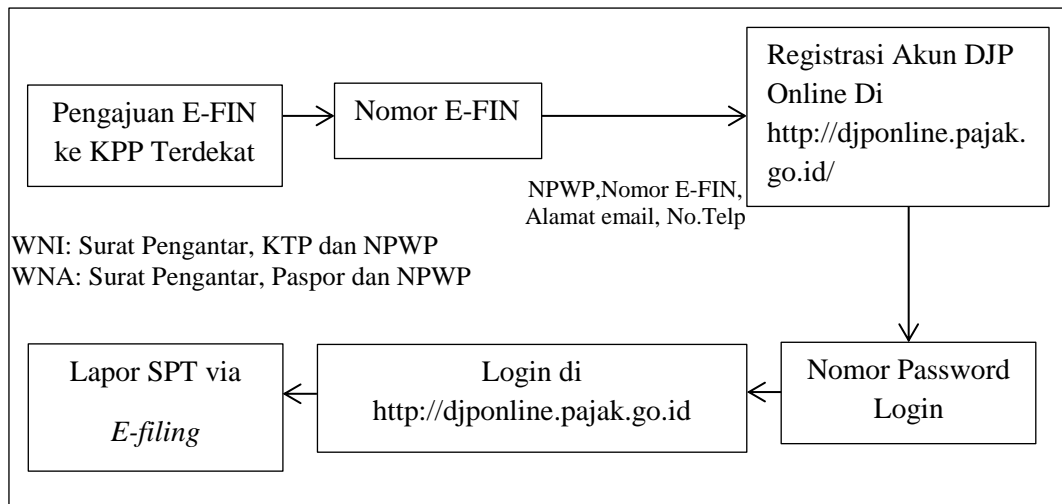 Pengajuan E-FIN
ke KPP Terdekat
Nomor E-FIN
Registrasi Akun DJP
Online Di
http://djponline.pajak.
go.id/
NPWP,Nomor E-FIN,
Alamat email, No.Telp
WNI: Surat Pengantar, KTP dan NPWP
WNA: Surat Pengantar, Paspor dan NPWP
Nomor Password
Login
Login di
http://djponline.pajak.go.id
Lapor SPT via
E-filing